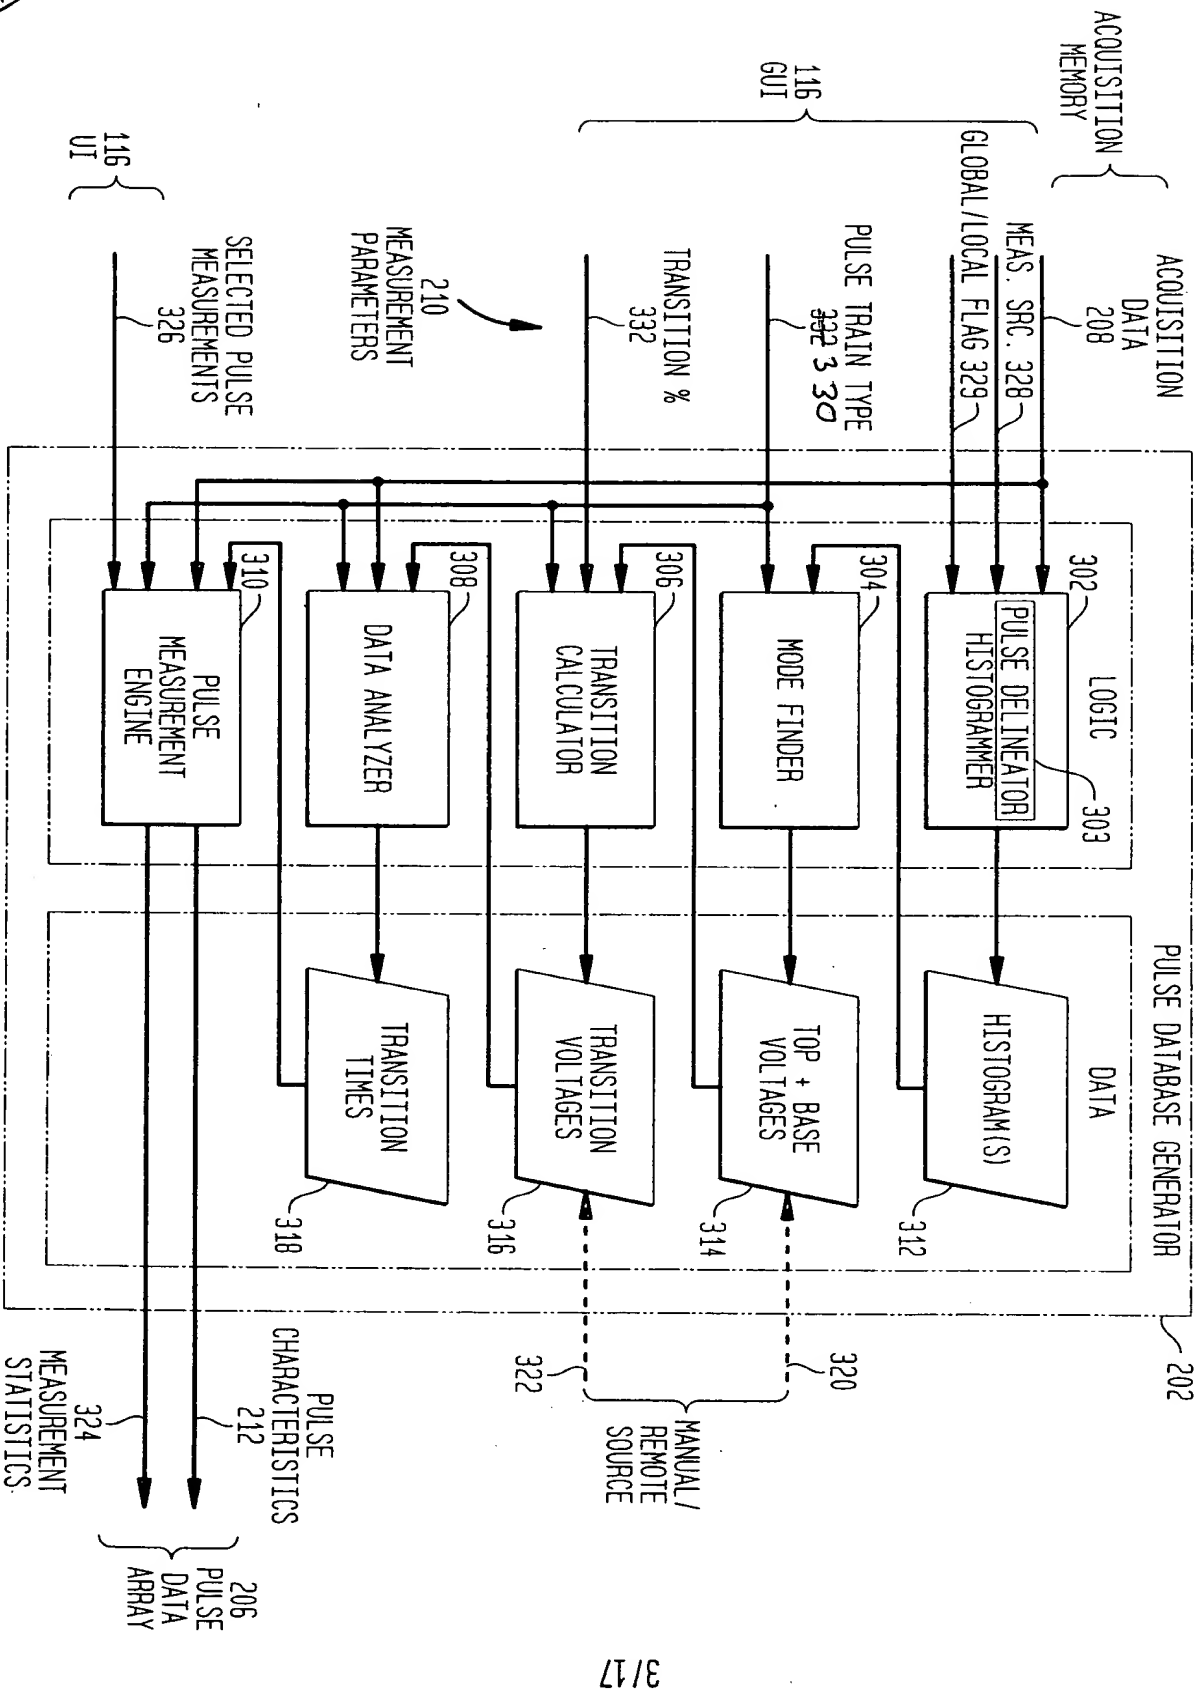 3/17
PULSE DATABASE GENERATOR
202
ACQUISITION
MEMORY
ACQUISITION
DATA
208
MEAS. SRC. 328
GLOBAL/LOCAL FLAG 329
116
GUI
PULSE TRAIN TYPE
332 330
TRANSITION %
332
210
MEASUREMENT
PARAMETERS
116
UI
SELECTED PULSE
MEASUREMENTS
326
LOGIC
302
PULSE DELINEATOR
HISTOGRAMMER
303
304
MODE FINDER
306
TRANSITION
CALCULATOR
308
DATA ANALYZER
310
PULSE
MEASUREMENT
ENGINE
DATA
HISTOGRAM(S)
312
TOP + BASE
VOLTAGES
314
TRANSITION
VOLTAGES
316
TRANSITION
TIMES
318
320
322
MANUAL/
REMOTE
SOURCE
PULSE
CHARACTERISTICS
212
324
MEASUREMENT
STATISTICS
206
PULSE
DATA
ARRAY